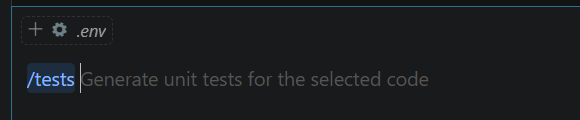 .env
/tests Generate unit tests for the selected code